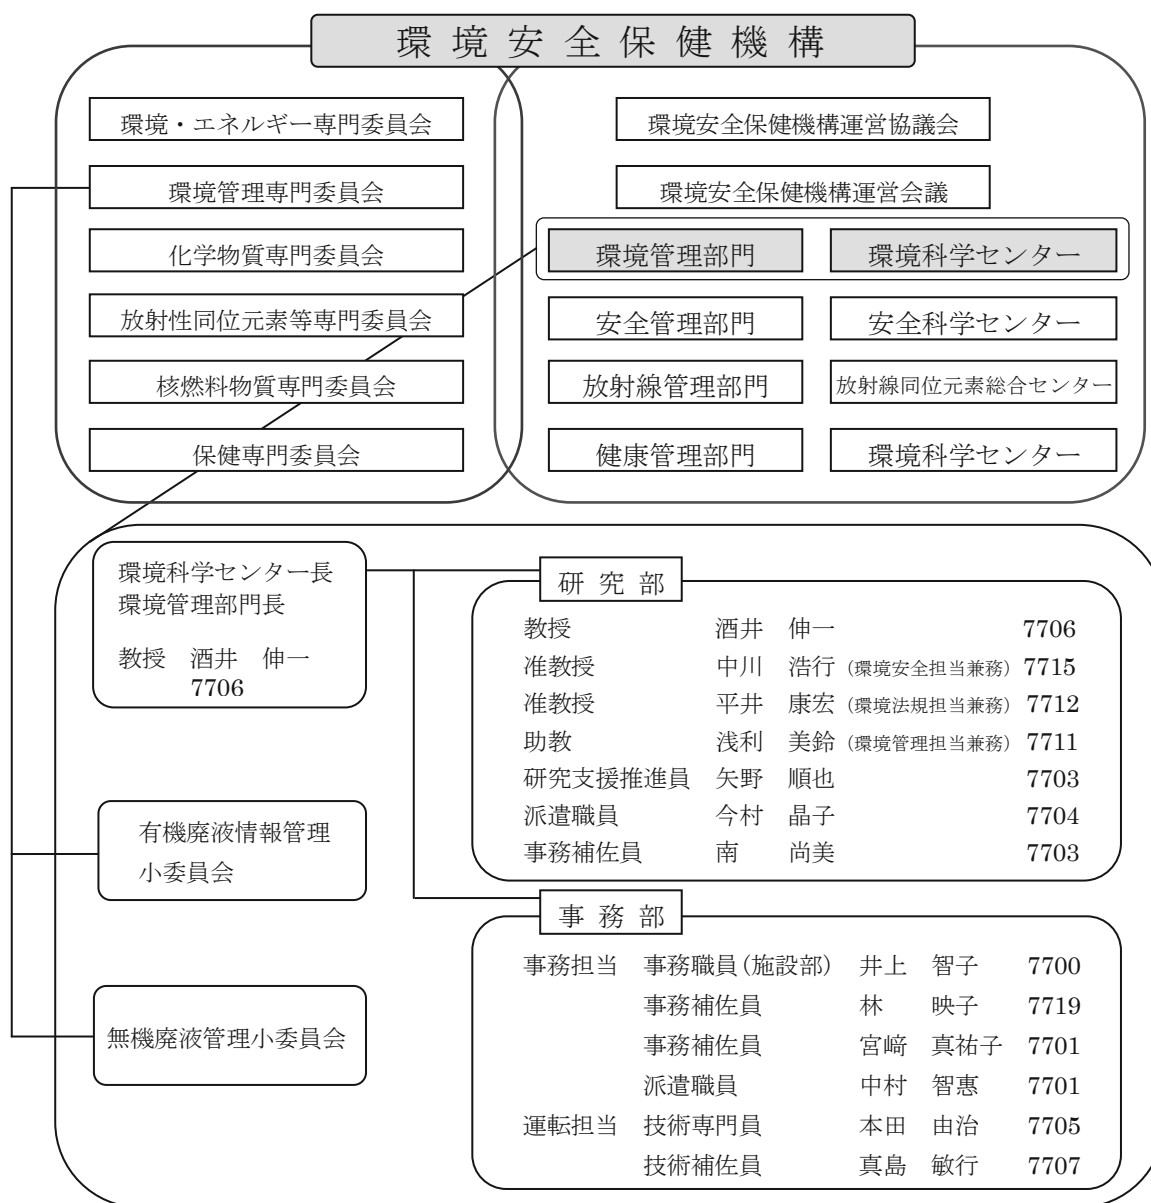 環境安全保健機構
環境・エネルギー専門委員会
環境管理専門委員会
化学物質専門委員会
放射性同位元素等専門委員会
核燃料物質専門委員会
保健専門委員会
環境安全保健機構運営協議会
環境安全保健機構運営会議
環境管理部門 環境科学センター
安全管理部門 安全科学センター
放射線管理部門 放射線同位元素総合センター
健康管理部門 環境科学センター
環境科学センター長
環境管理部門長
教授 酒井 伸一
7706
有機廃液情報管理
小委員会
無機廃液管理小委員会
研究部
教授 酒井 伸一 7706
准教授 中川 浩行(環境安全担当兼務) 7715
准教授 平井 康宏(環境法規担当兼務) 7712
助教 浅利 美鈴(環境管理担当兼務) 7711
研究支援推進員 矢野 順也 7703
派遣職員 今村 晶子 7704
事務補佐員 南 尚美 7703
事務部
事務担当 事務職員(施設部) 井上 智子 7700
事務補佐員 林 映子 7719
事務補佐員 宮﨑 真祐子 7701
派遣職員 中村 智惠 7701
運転担当 技術専門員 本田 由治 7705
技術補佐員 真島 敏行 7707